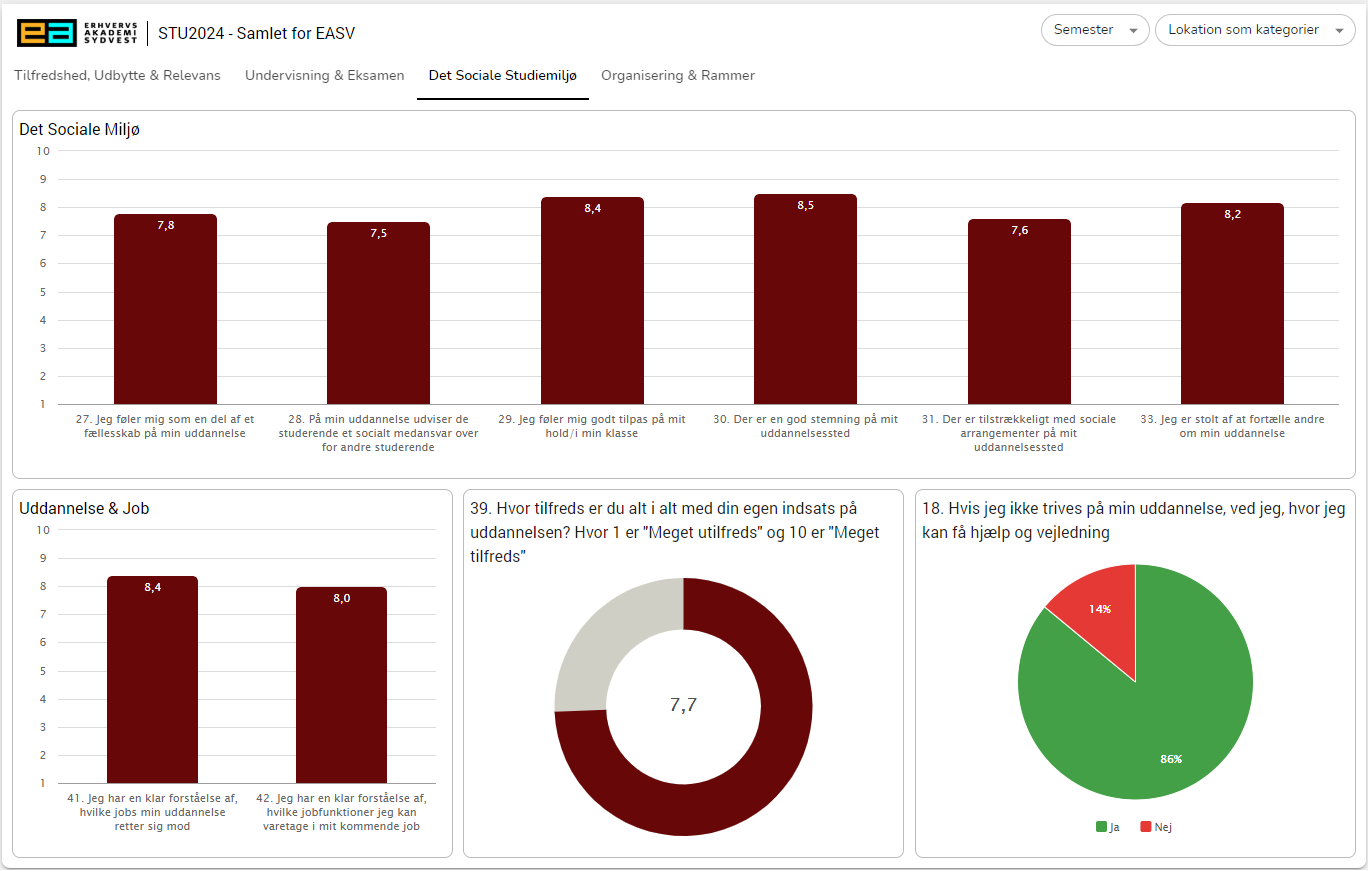 ERHVERVS
AKADEMI
SYDVEST
STU2024 - Samlet for EASV
Semester
Lokation som kategorier
Tilfredshed, Udbytte & Relevans
Undervisning & Eksamen
Det Sociale Studiemiljø
Organisering & Rammer
Det Sociale Miljø
10
9
8
7
6
5
4
3
2
1
7,8
7,5
8,4
8,5
7,6
8,2
27. Jeg føler mig som en del af et
fællesskab på min uddannelse
28. På min uddannelse udviser de
studerende et socialt medansvar over
for andre studerende
29. Jeg føler mig godt tilpas på mit
hold/i min klasse
30. Der er en god stemning på mit
uddannelsessted
31. Der er tilstrækkeligt med sociale
arrangementer på mit
uddannelsessted
33. Jeg er stolt af at fortælle andre
om min uddannelse
Uddannelse & Job
10
9
8
7
6
5
4
3
2
1
8,4
8,0
41. Jeg har en klar forståelse af,
hvilke jobs min uddannelse
retter sig mod
42. Jeg har en klar forståelse af,
hvilke jobfunktioner jeg kan
varetage i mit kommende job
39. Hvor tilfreds er du alt i alt med din egen indsats på
uddannelsen? Hvor 1 er "Meget utilfreds" og 10 er "Meget
tilfreds"
7,7
18. Hvis jeg ikke trives på min uddannelse, ved jeg, hvor jeg
kan få hjælp og vejledning
14%
86%
Ja
Nej